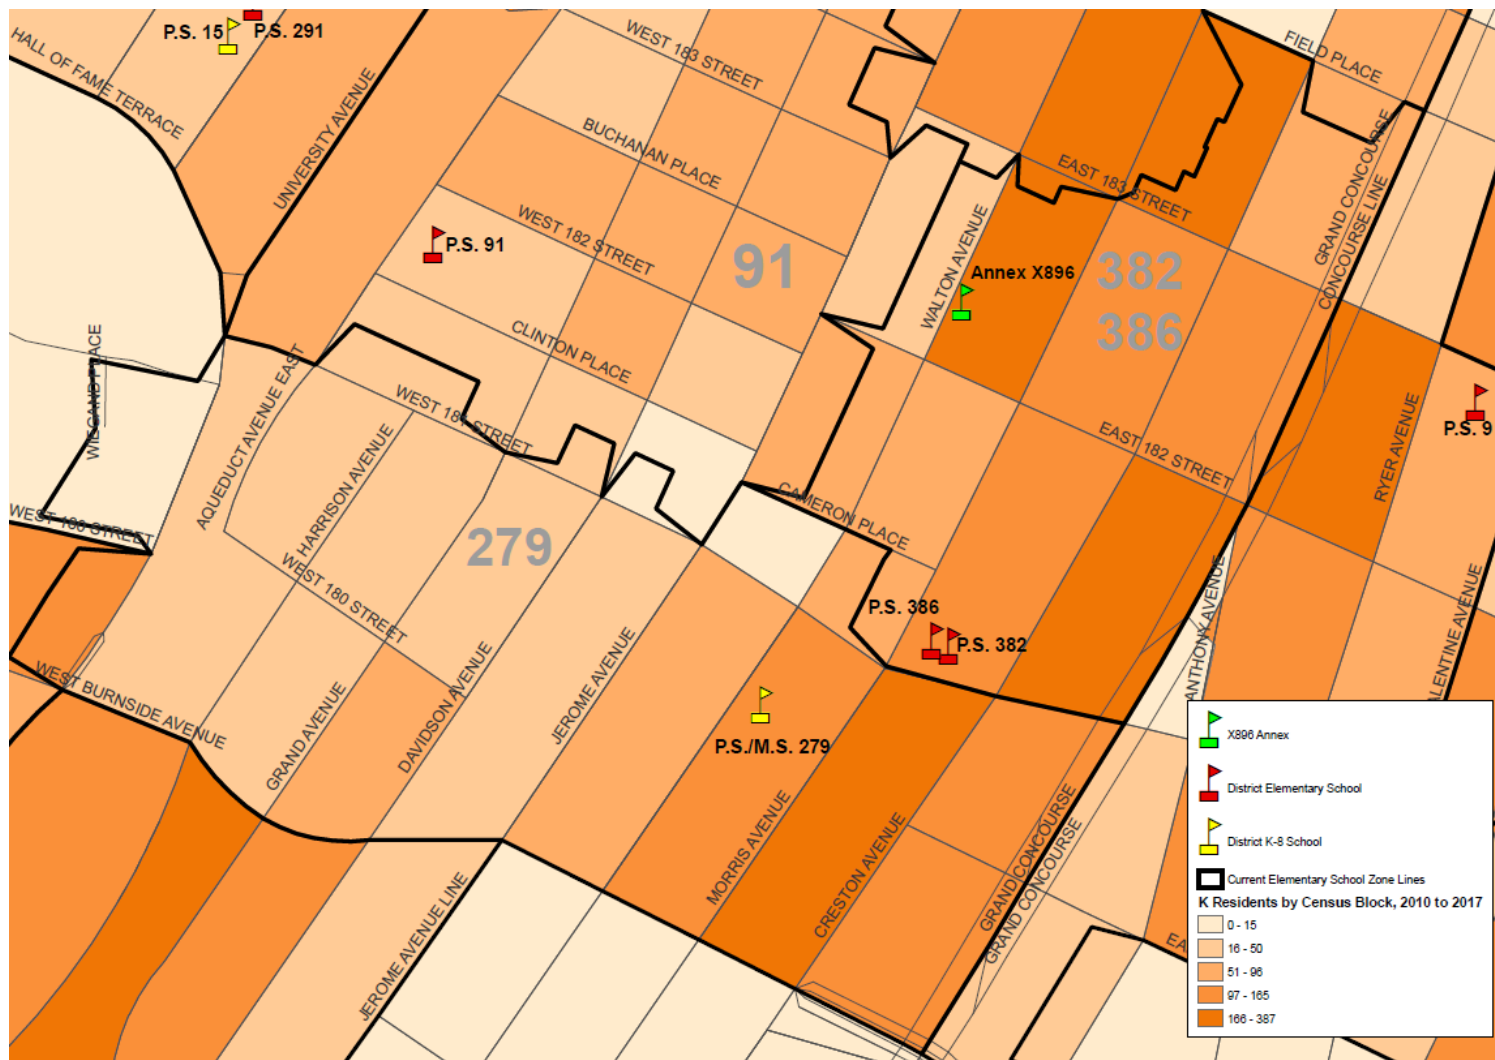 P.S. 15
P.S. 291
HALL OF FAME TERRACE
UNIVERSITY AVENUE
WEST 183 STREET
FIELD PLACE
BUCHANAN PLACE
EAST 183 STREET
GRAND CONCOURSE
CONCOURSE LINE
WEST 182 STREET
P.S. 91
91
WALTON AVENUE
Annex X896
382
386
CLINTON PLACE
WIEGAND PLACE
AQUEDUCT AVENUE EAST
WEST 181 STREET
HARRISON AVENUE
EAST 182 STREET
RYER AVENUE
P.S. 9
CAMERON PLACE
WEST 180 STREET
279
WEST 180 STREET
P.S. 386
P.S. 382
ANTHONY AVENUE
ALENTINE AVENUE
WEST BURNSIDE AVENUE
GRAND AVENUE
DAVIDSON AVENUE
JEROME AVENUE
P.S./M.S. 279
MORRIS AVENUE
CRESTON AVENUE
GRAND CONCOURSE
GRAND CONCOURSE
JEROME AVENUE LINE
EA
X896 Annex
District Elementary School
District K-8 School
Current Elementary School Zone Lines
K Residents by Census Block, 2010 to 2017
0 - 15
16 - 50
51 - 96
97 - 165
166 - 387